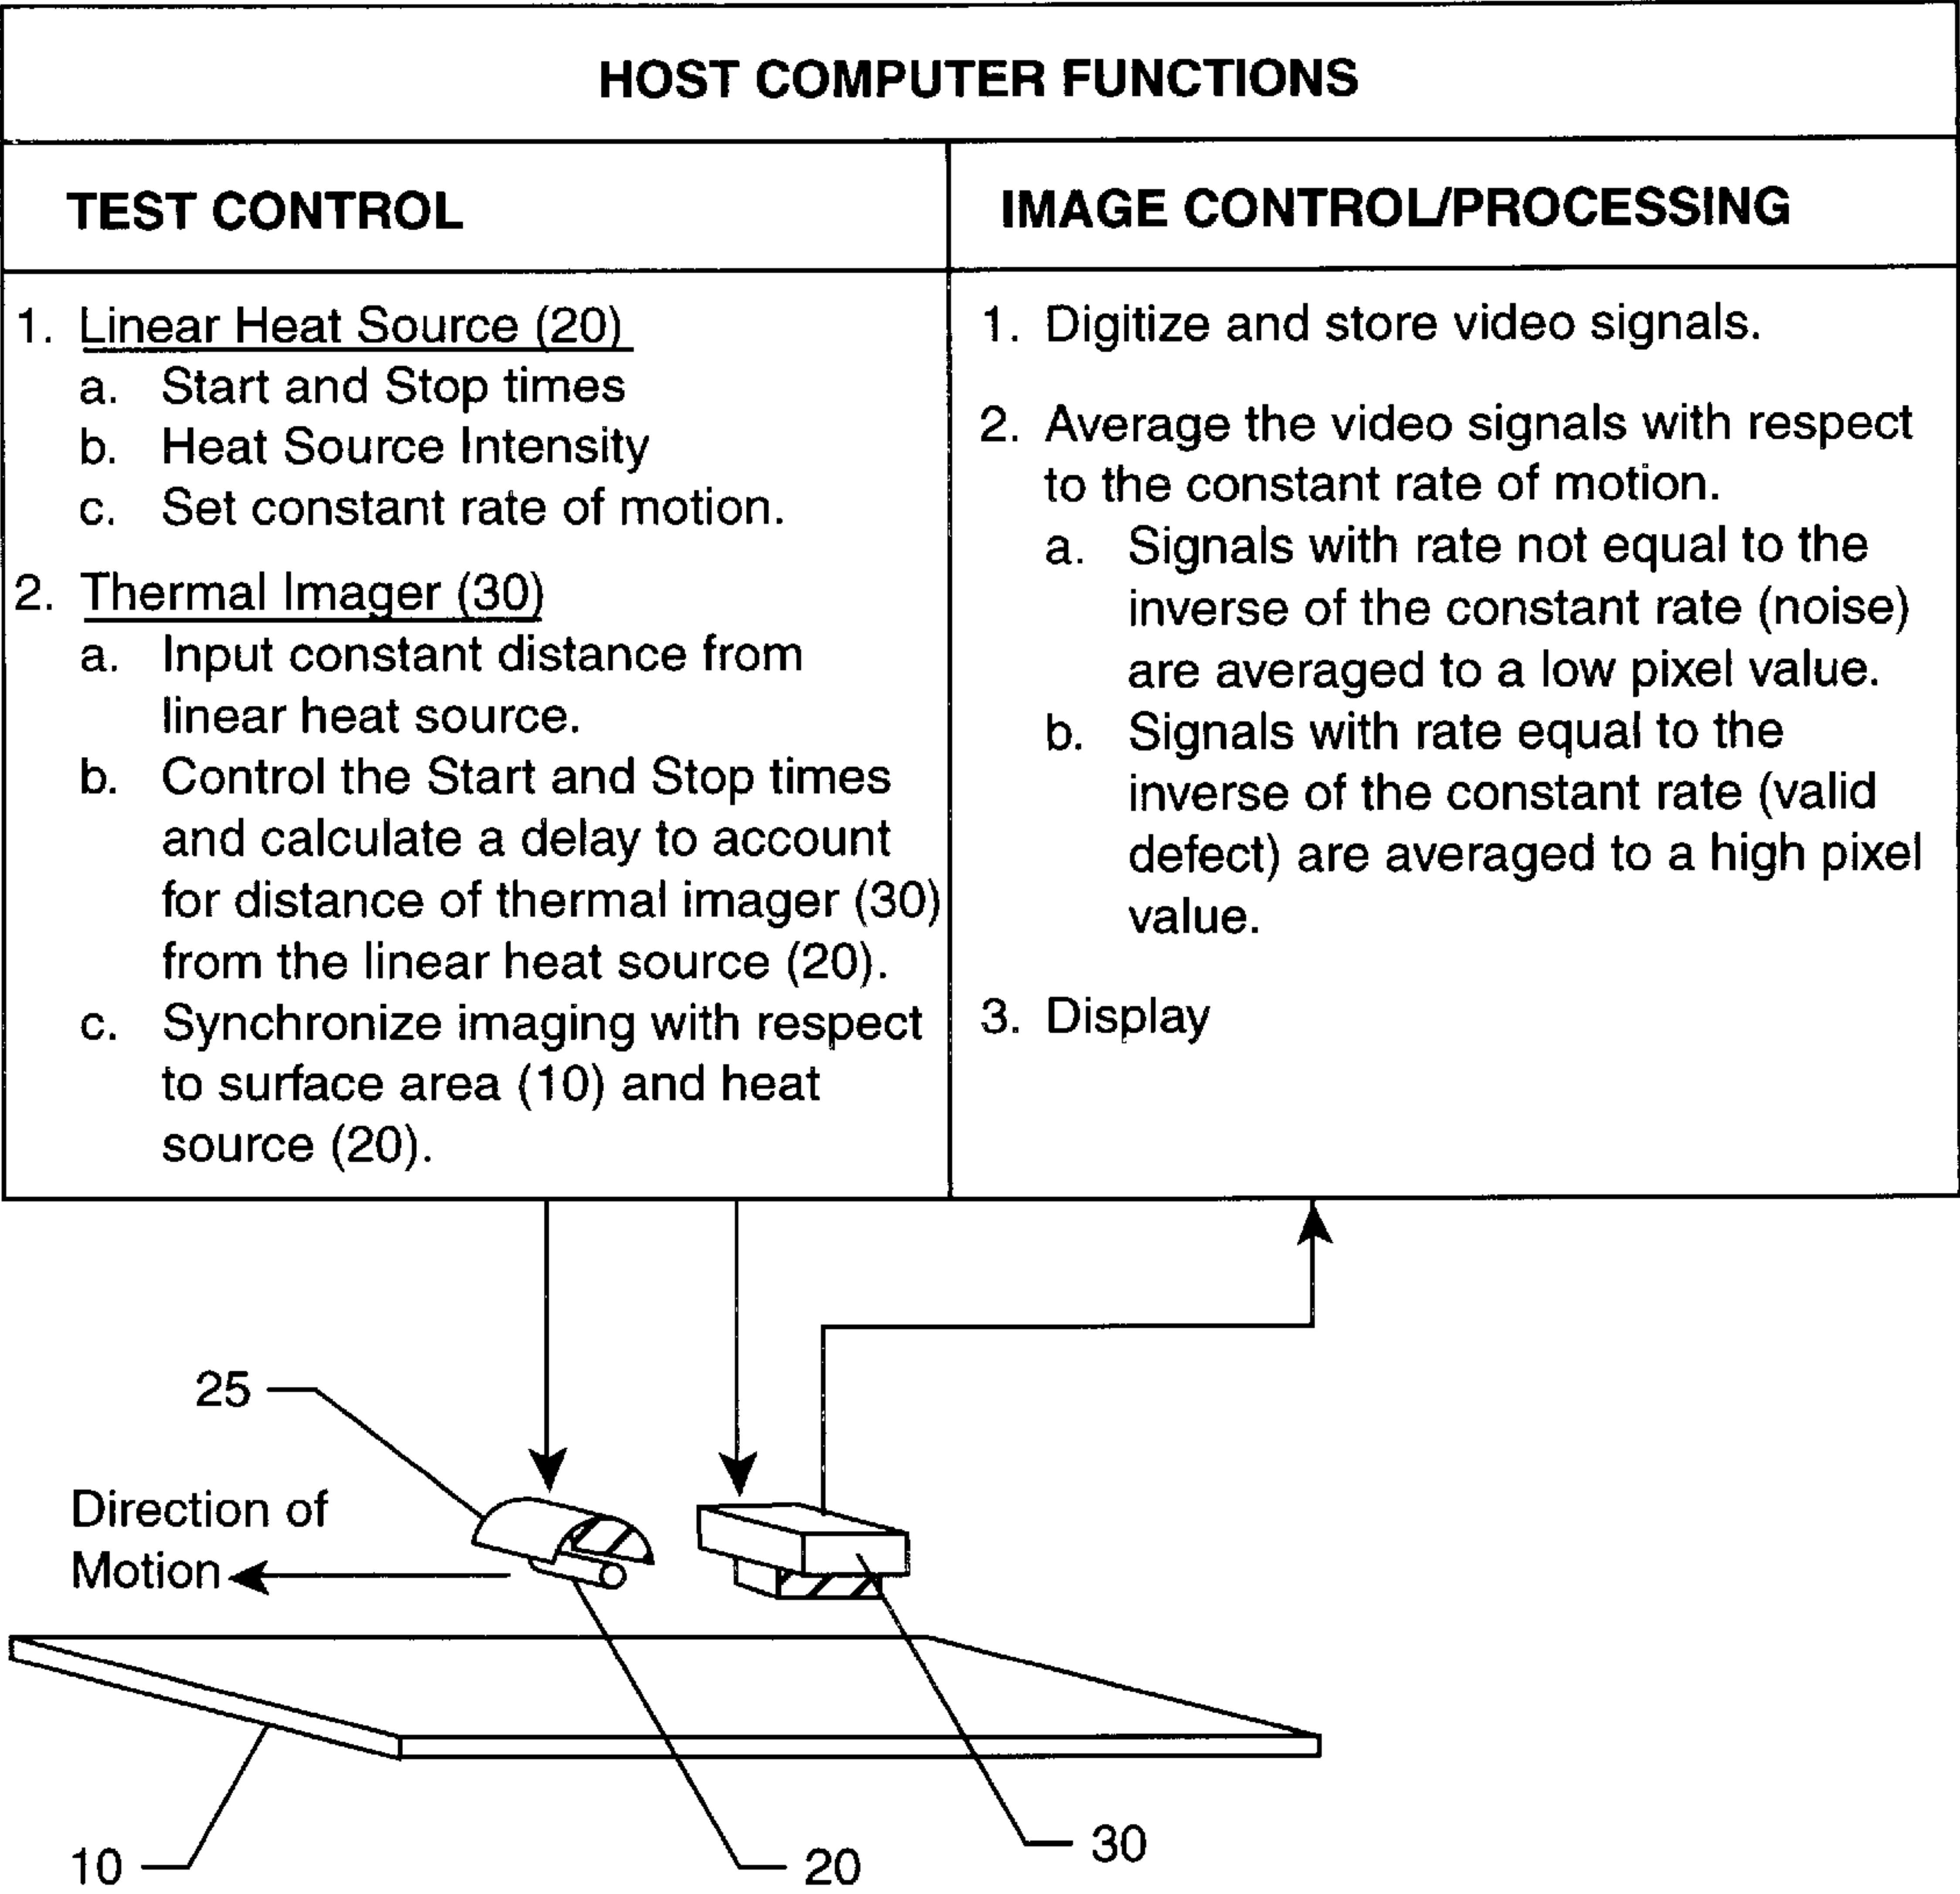 HOST COMPUTER FUNCTIONS
TEST CONTROL
1. Linear Heat Source (20)
a. Start and Stop times
b. Heat Source Intensity
c. Set constant rate of motion.
2. Thermal Imager (30)
a. Input constant distance from
linear heat source.
b. Control the Start and Stop times
and calculate a delay to account
for distance of thermal imager (30)
from the linear heat source (20).
c. Synchronize imaging with respect
to surface area (10) and heat
source (20).
IMAGE CONTROL/PROCESSING
1. Digitize and store video signals.
2. Average the video signals with respect
to the constant rate of motion.
a. Signals with rate not equal to the
inverse of the constant rate (noise)
are averaged to a low pixel value.
b. Signals with rate equal to the
inverse of the constant rate (valid
defect) are averaged to a high pixel
value.
3. Display
25
Direction of
Motion
10
20
30